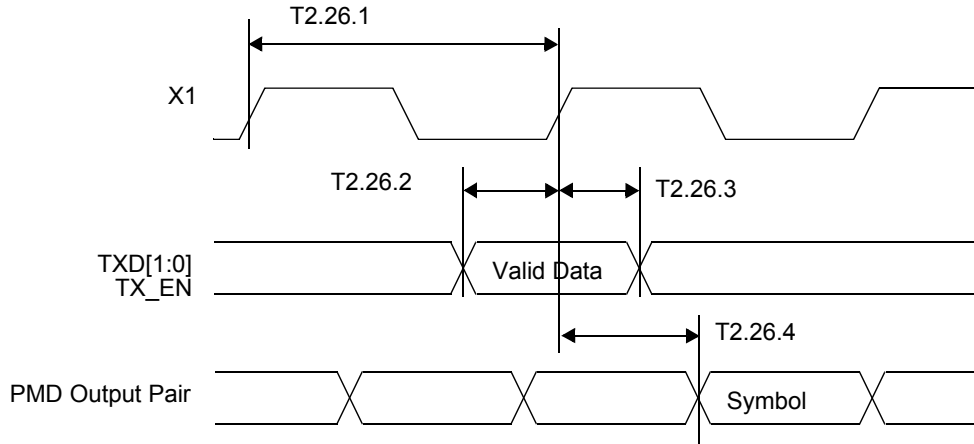 T2.26.1
X1
T2.26.2
T2.26.3
TXD[1:0]
TX_EN
Valid Data
T2.26.4
PMD Output Pair
Symbol